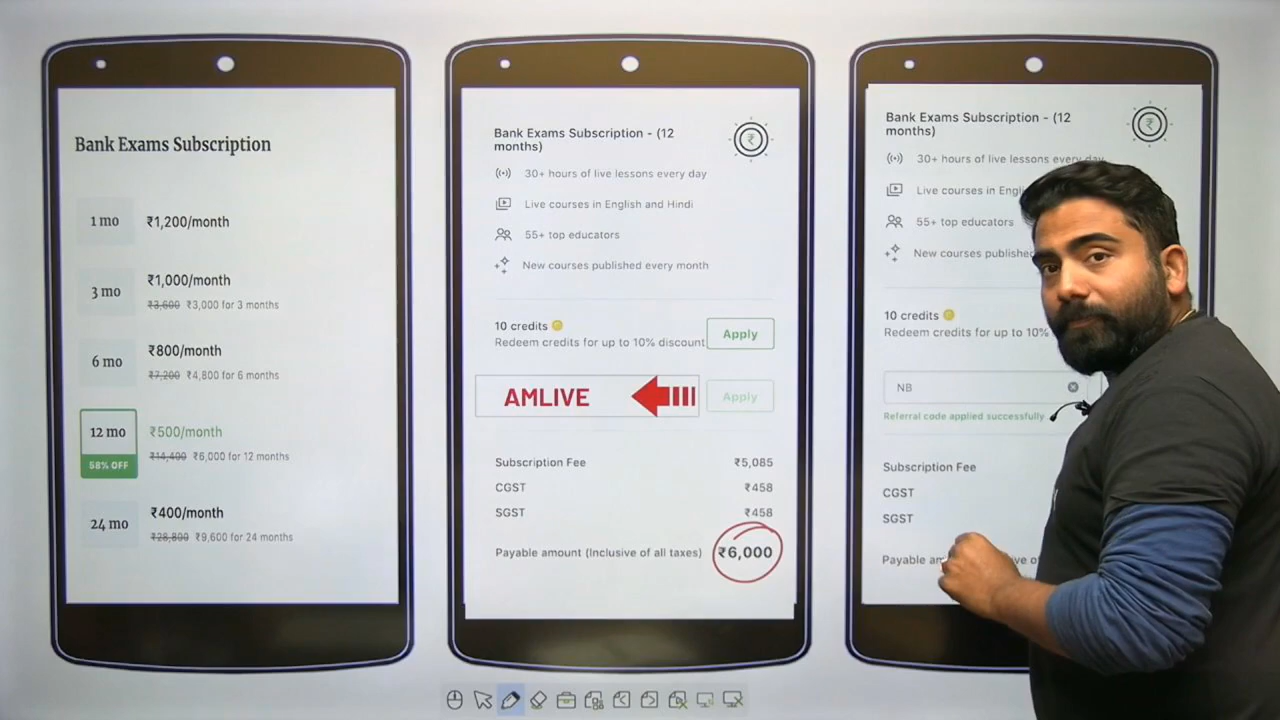 Bank Exams Subscription
1 mo
₹1,200/month
3 mo
₹1,000/month
₹3,600 ₹3,000 for 3 months
6 mo
₹800/month
₹7,200 ₹4,800 for 6 months
12 mo
58% OFF
₹500/month
₹14,400 ₹6,000 for 12 months
24 mo
₹400/month
₹28,800 ₹9,600 for 24 months
Bank Exams Subscription - (12
months)
30+ hours of live lessons every day
Live courses in English and Hindi
55+ top educators
New courses published every month
10 credits
Redeem credits for up to 10% discount
Apply
AMLIVE
Apply
Subscription Fee ₹5,085
CGST ₹458
SGST ₹458
Payable amount (Inclusive of all taxes) ₹6,000
Bank Exams Subscription - (12
months)
30+ hours of live lessons every day
Live courses in
55+ top educators
New courses published
10 credits
Redeem credits for up to 10%
NB
Referral code applied successfully
Subscription Fee
CGST
SGST
Payable